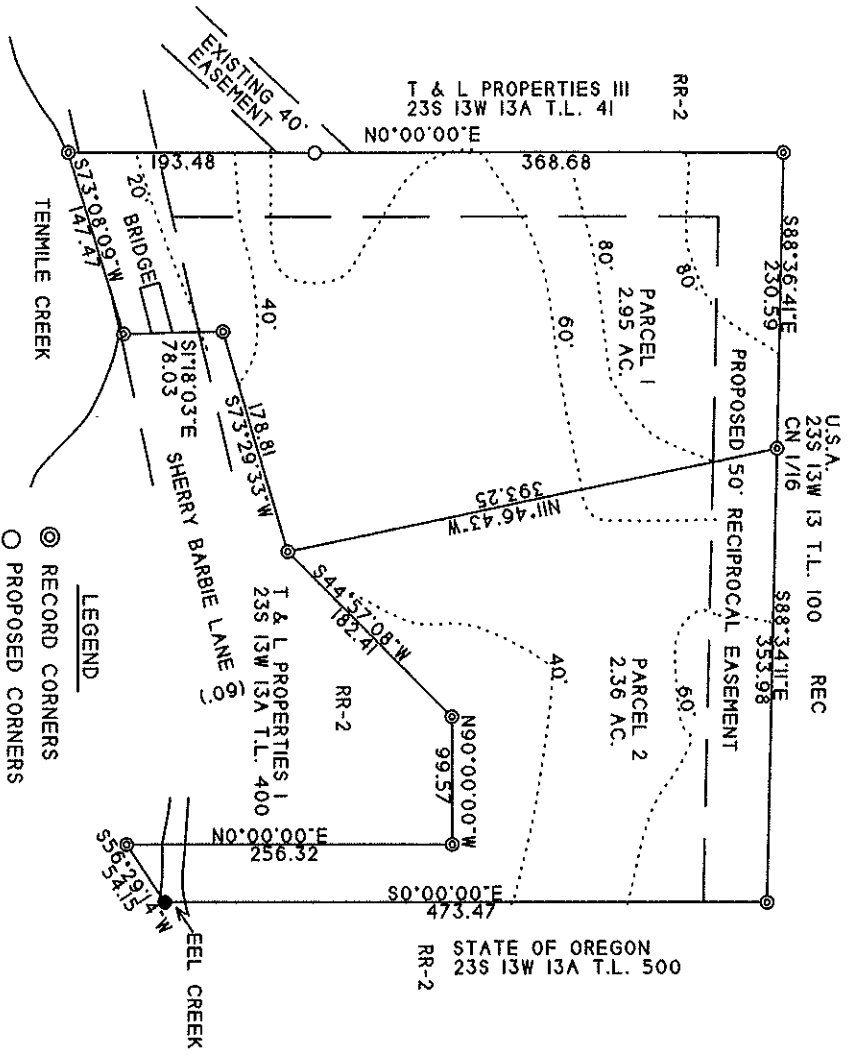 U.S.A.
23S 13W 13 T.L. 100
CN 1/16
REC
S88°36'41"E
230.59
S88°34'11"E
353.98
RR-2
T & L PROPERTIES III
23S 13W 13A T.L. 41
N0°00'00"E
368.68
193.48
EXISTING 40'
EASEMENT
80'
80'
60'
PARCEL 1
2.95 AC.
PROPOSED 50' RECIPROCAL EASEMENT
N11°46'43"W
393.25
60'
PARCEL 2
2.36 AC.
40'
40'
20'
BRIDGE
S73°08'09"W
147.47
TENMILE CREEK
S1°18'03"E
78.03
178.81
S73°29'33"W
SHERRY BARBIE LANE (60')
S44°57'08"W
182.41
N90°00'00"W
99.57
T & L PROPERTIES I
23S 13W 13A T.L. 400
RR-2
N0°00'00"E
256.32
S0°00'00"E
473.47
S56°29'14"W
54.15
EEL CREEK
STATE OF OREGON
23S 13W 13A T.L. 500
RR-2
LEGEND
RECORD CORNERS
PROPOSED CORNERS